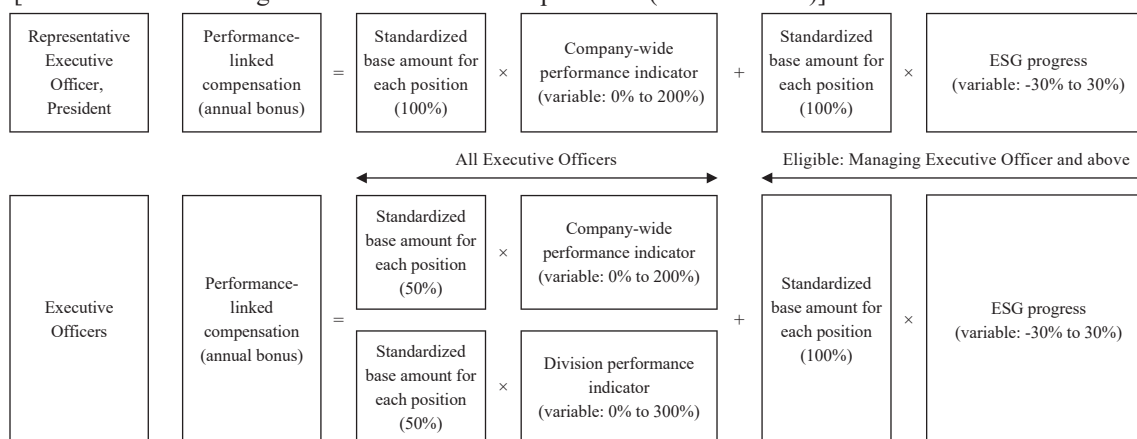 Representative
Executive
Officer,
President
Performance-
linked
compensation
(annual bonus)
=
Standardized
base amount for
each position
(100%)
×
Company-wide
performance indicator
(variable: 0% to 200%)
+
Standardized
base amount for
each position
(100%)
×
ESG progress
(variable: -30% to 30%)
All Executive Officers
Eligible: Managing Executive Officer and above
Executive
Officers
Performance-
linked
compensation
(annual bonus)
=
Standardized
base amount for
each position
(50%)
×
Company-wide
performance indicator
(variable: 0% to 200%)
Standardized
base amount for
each position
(50%)
×
Division performance
indicator
(variable: 0% to 300%)
+
Standardized
base amount for
each position
(100%)
×
ESG progress
(variable: -30% to 30%)